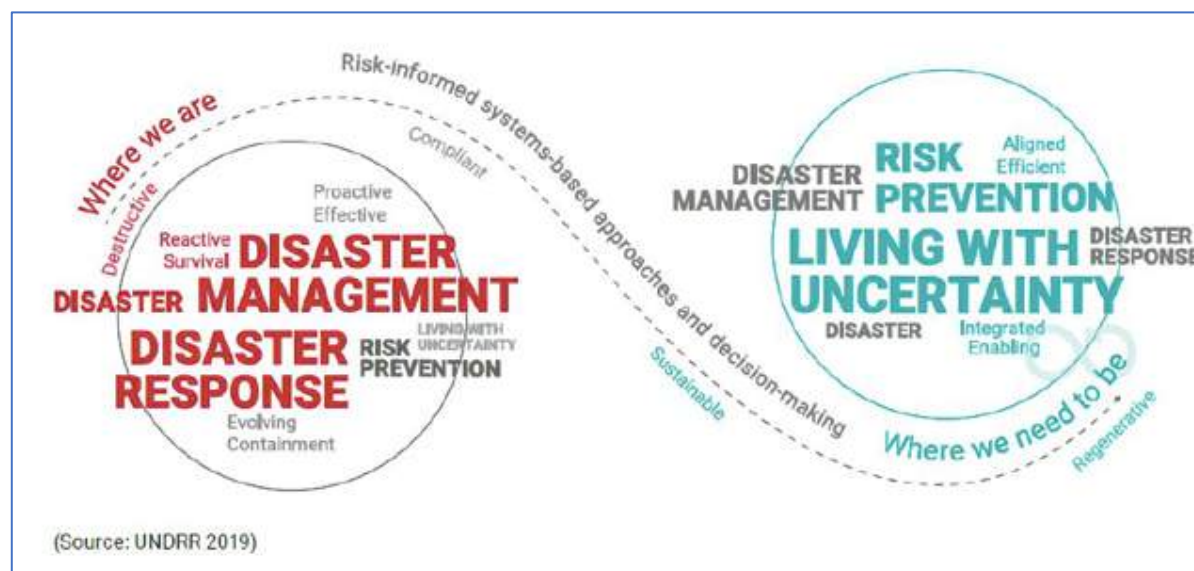 Where we are
Destructive
Risk-informed systems-based approaches and decision-making
Compliant
Proactive
Effective
Reactive
Survival
DISASTER
MANAGEMENT
DISASTER
DISASTER
RESPONSE
RISK
PREVENTION
LIVING WITH
UNCERTAINTY
Evolving
Containment
Sustainable
DISASTER
MANAGEMENT
RISK
PREVENTION
Aligned
Efficient
LIVING WITH
UNCERTAINTY
DISASTER
RESPONSE
DISASTER
Integrated
Enabling
Where we need to be
Regenerative
(Source: UNDRR 2019)